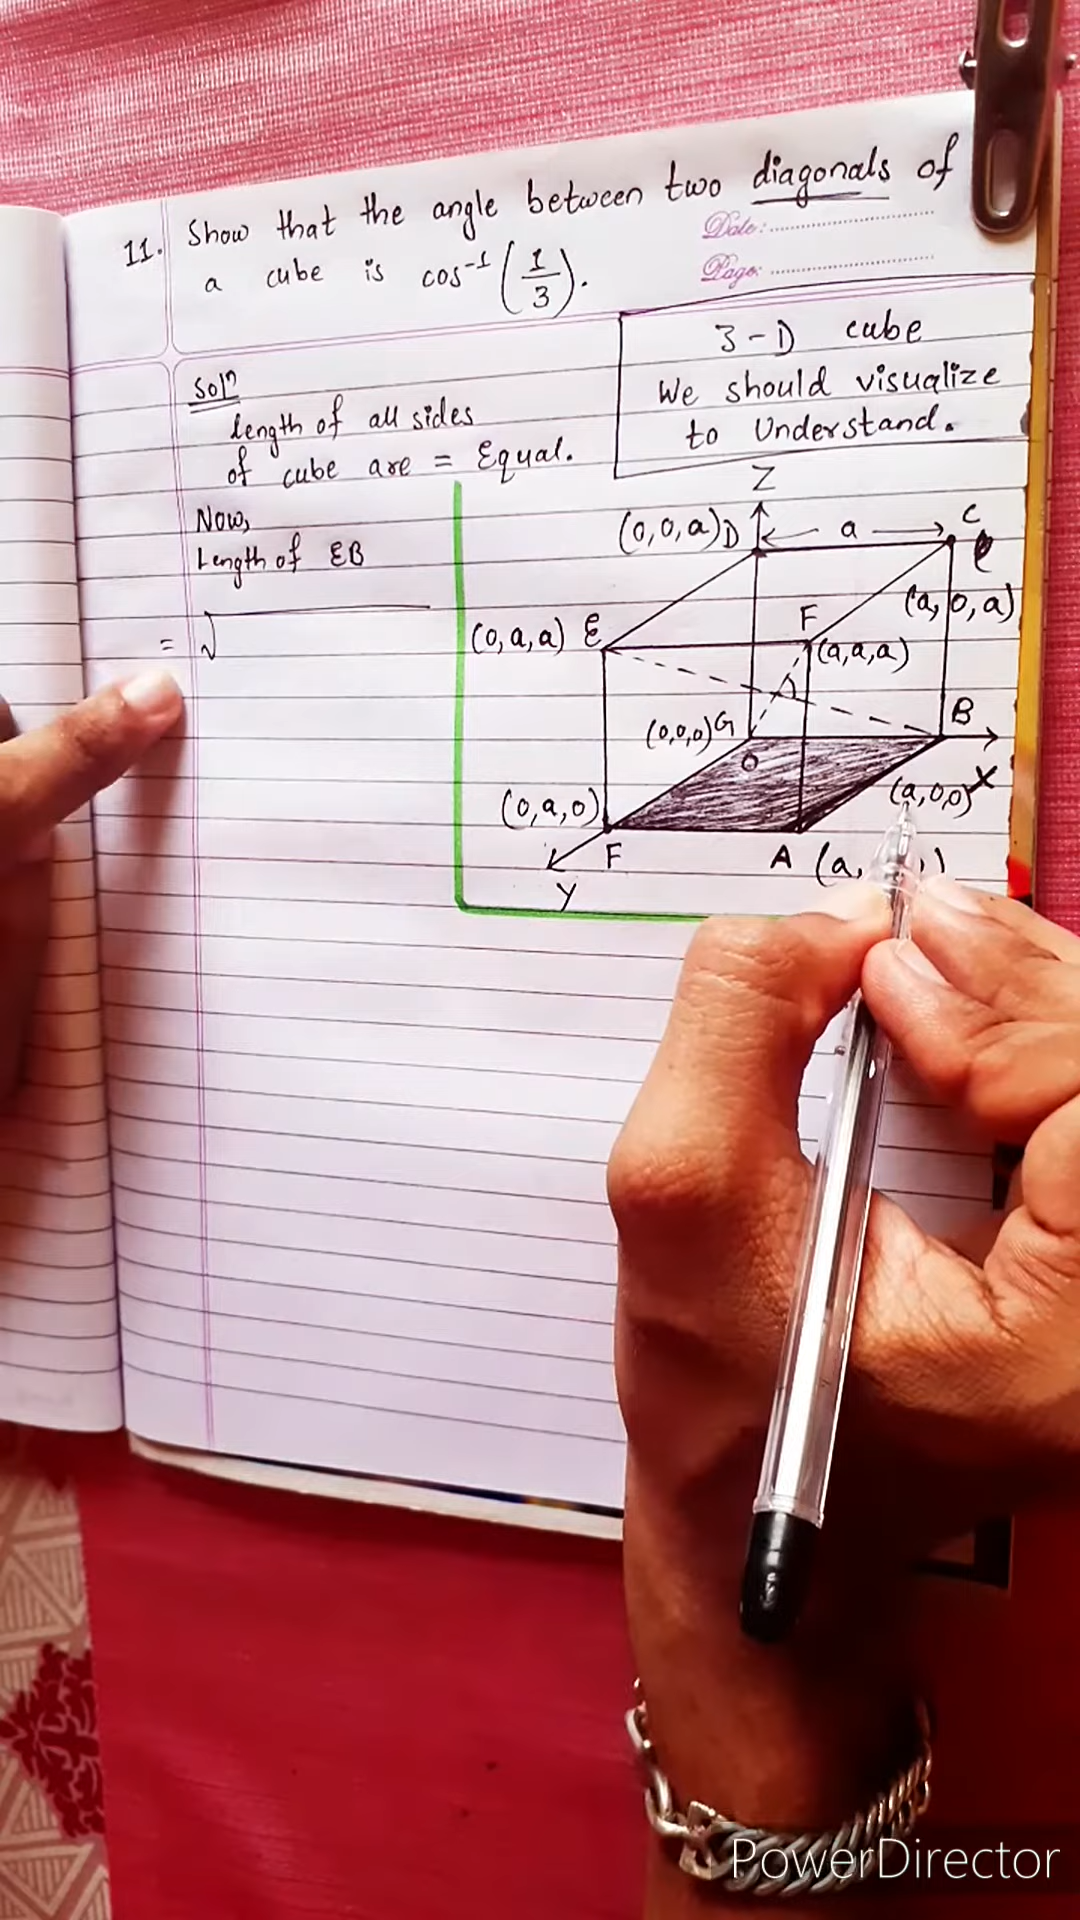 11. Show that the angle between two diagonals of
a cube is cos⁻¹ (1/3).
Date:
Page:
3-D cube
We should visualize
to Understand.
Solⁿ
length of all sides
of cube are = Equal.
Now,
Length of EB
= √
Z
(0,0,a) D
a
C
(a,0,a)
(0,a,a) E
F
(a,a,a)
(0,0,0) G
O
B
X
(a,0,0)
(0,a,0)
F
Y
A (a,
PowerDirector